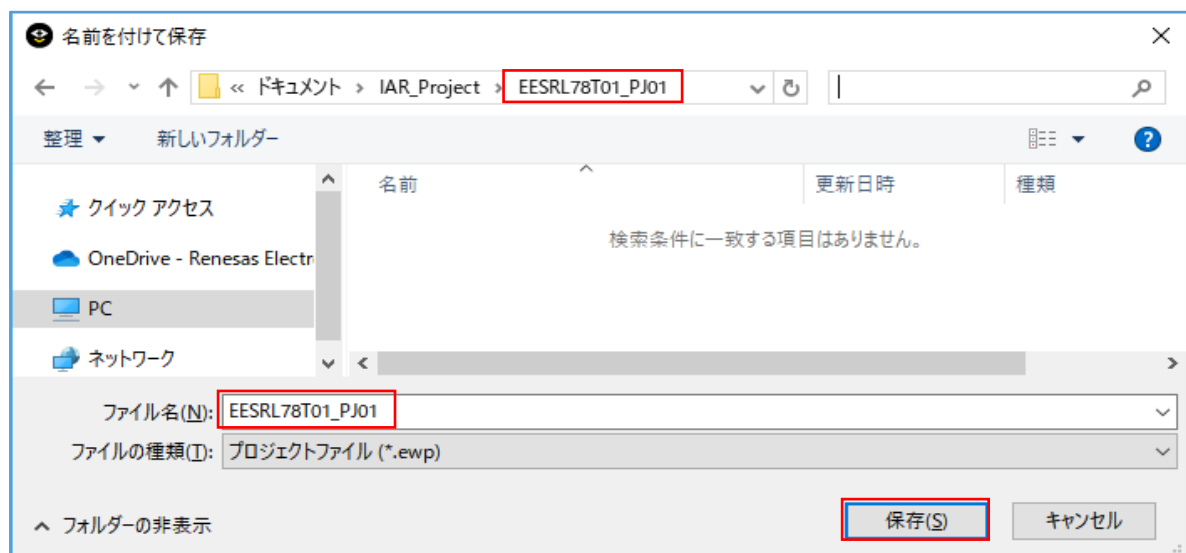 名前を付けて保存
« ドキュメント > IAR_Project > EESRL78T01_PJ01
整理 新しいフォルダー
名前 更新日時 種類
クイック アクセス
検索条件に一致する項目はありません。
OneDrive - Renesas Electr
PC
ネットワーク
ファイル名(N): EESRL78T01_PJ01
ファイルの種類(T): プロジェクトファイル (*.ewp)
フォルダーの非表示 保存(S) キャンセル